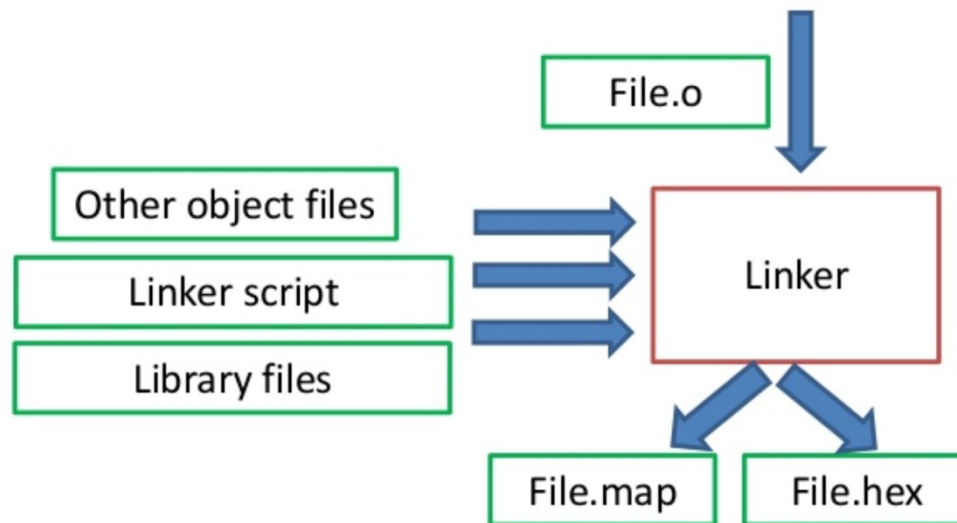 File.o
Other object files
Linker script
Linker
Library files
File.map
File.hex